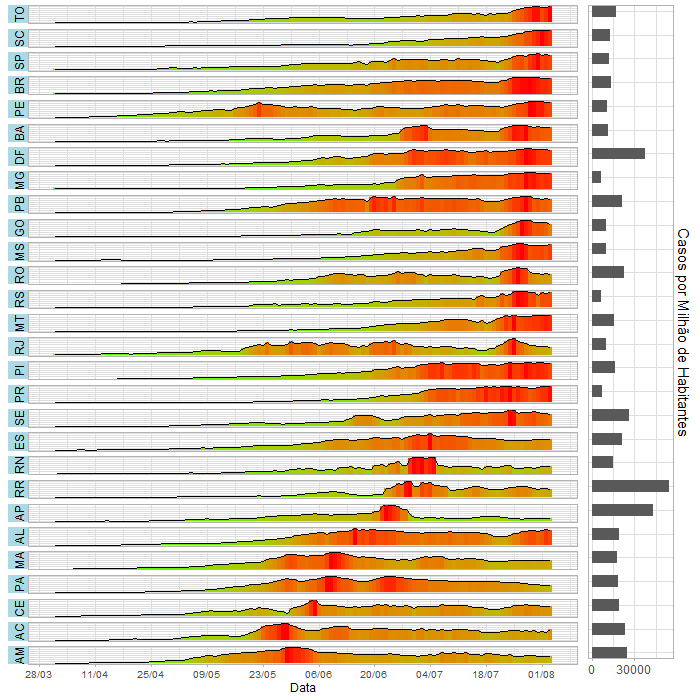 TO
SC
SP
BR
PE
BA
DF
MG
PB
GO
MS
RO
RS
MT
RJ
PI
PR
SE
ES
RN
RR
AP
AL
MA
PA
CE
AC
AM
28/03 11/04 25/04 09/05 23/05 06/06 20/06 04/07 18/07 01/08
Data
0 30000
Casos por Milhão de Habitantes